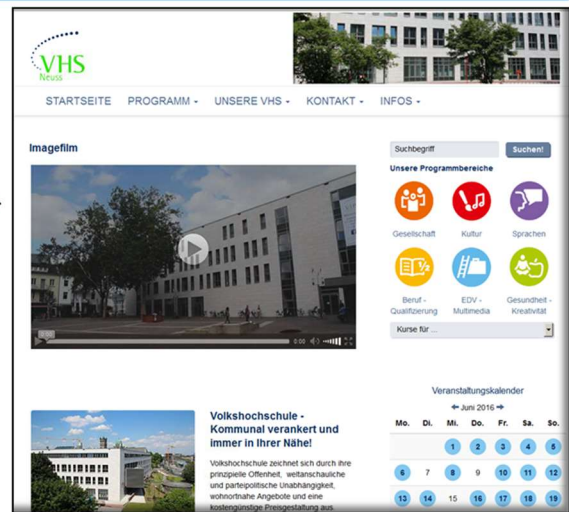 VHS
Neuss
STARTSEITE PROGRAMM UNSERE VHS KONTAKT INFOS
Imagefilm
0:00
0:00
Suchbegriff Suchen!
Unsere Programmbereiche
Gesellschaft Kultur Sprachen
1/2
Beruf - EDV - Gesundheit -
Qualifizierung Multimedia Kreativität
Kurse für ...
Volkshochschule -
Kommunal verankert und
immer in Ihrer Nähe!
Volkshochschule zeichnet sich durch ihre
prinzipielle Offenheit, weltanschauliche
und parteipolitische Unabhängigkeit,
wohnortnahe Angebote und eine
kostengünstige Preisgestaltung aus
Veranstaltungskalender
← Juni 2016 →
Mo. Di. Mi. Do. Fr. Sa. So.
1 2 3 4 5
6 7 8 9 10 11 12
13 14 15 16 17 18 19